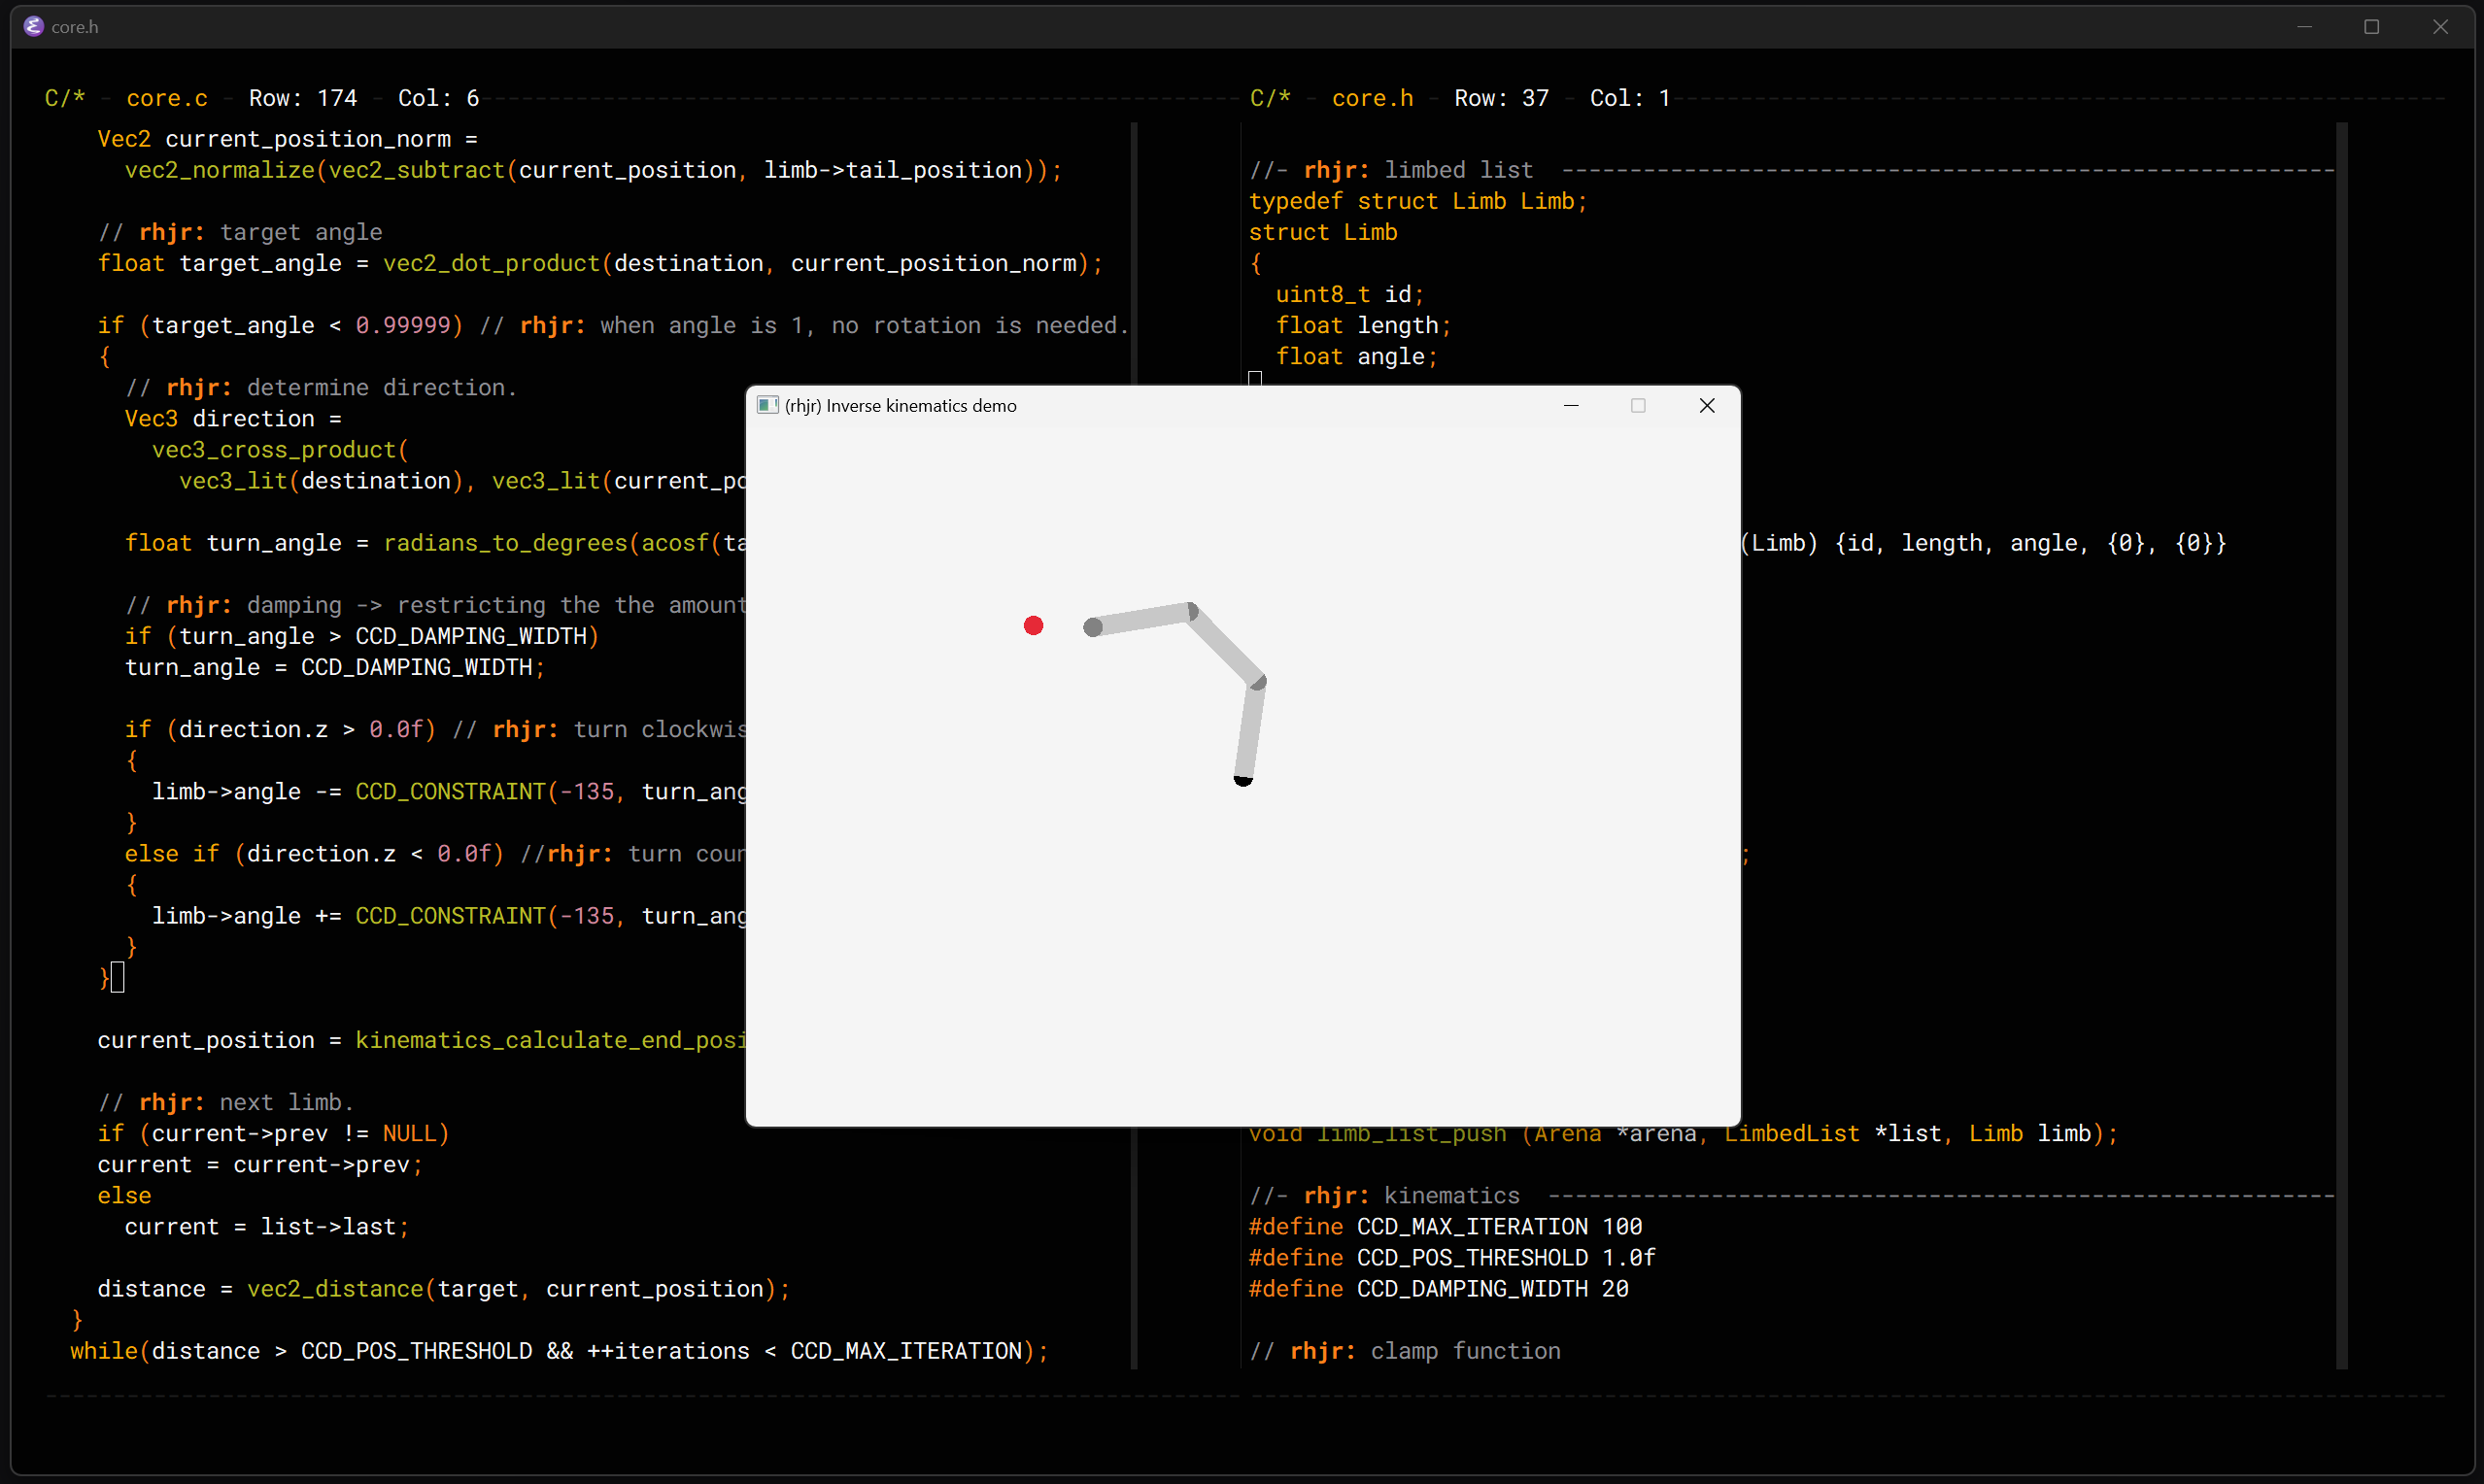 core.h
C/* - core.c - Row: 174 - Col: 6
Vec2 current_position_norm =
vec2_normalize(vec2_subtract(current_position, limb->tail_position));
// rhjr: target angle
float target_angle = vec2_dot_product(destination, current_position_norm);
if (target_angle < 0.99999) // rhjr: when angle is 1, no rotation is needed.
{
// rhjr: determine direction.
Vec3 direction =
vec3_cross_product(
vec3_lit(destination), vec3_lit(current_po
float turn_angle = radians_to_degrees(acosf(ta
// rhjr: damping -> restricting the the amount
if (turn_angle > CCD_DAMPING_WIDTH)
turn_angle = CCD_DAMPING_WIDTH;
if (direction.z > 0.0f) // rhjr: turn clockwis
{
limb->angle -= CCD_CONSTRAINT(-135, turn_ang
}
else if (direction.z < 0.0f) //rhjr: turn coun
{
limb->angle += CCD_CONSTRAINT(-135, turn_ang
}
}
current_position = kinematics_calculate_end_posi
// rhjr: next limb.
if (current->prev != NULL)
current = current->prev;
else
current = list->last;
distance = vec2_distance(target, current_position);
}
while(distance > CCD_POS_THRESHOLD && ++iterations < CCD_MAX_ITERATION);
C/* - core.h - Row: 37 - Col: 1
//- rhjr: limbed list ---------------------------------------------------------
typedef struct Limb Limb;
struct Limb
{
uint8_t id;
float length;
float angle;
(Limb) {id, length, angle, {0}, {0}}
;
void limb_list_push (Arena *arena, LimbedList *list, Limb limb);
//- rhjr: kinematics ----------------------------------------------------------
#define CCD_MAX_ITERATION 100
#define CCD_POS_THRESHOLD 1.0f
#define CCD_DAMPING_WIDTH 20
// rhjr: clamp function
(rhjr) Inverse kinematics demo